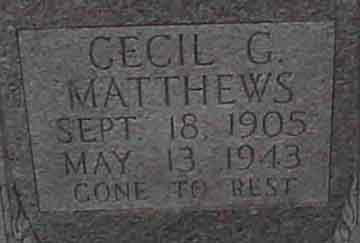 CECIL G.
MATTHEWS
SEPT. 18, 1905
MAY 13, 1943
GONE TO REST